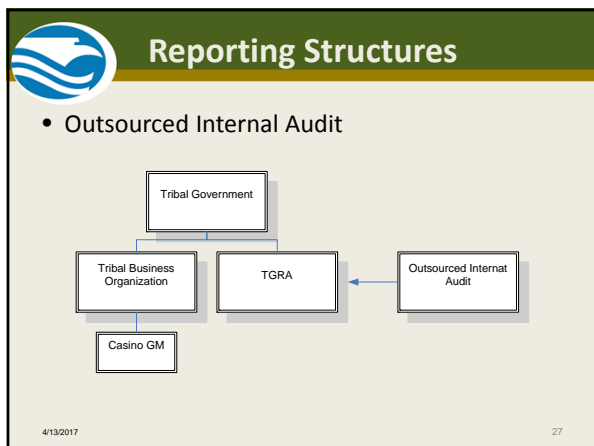 Reporting Structures
• Outsourced Internal Audit
Tribal Government
Tribal Business
Organization
TGRA
Outsourced Internat
Audit
Casino GM
4/13/2017
27